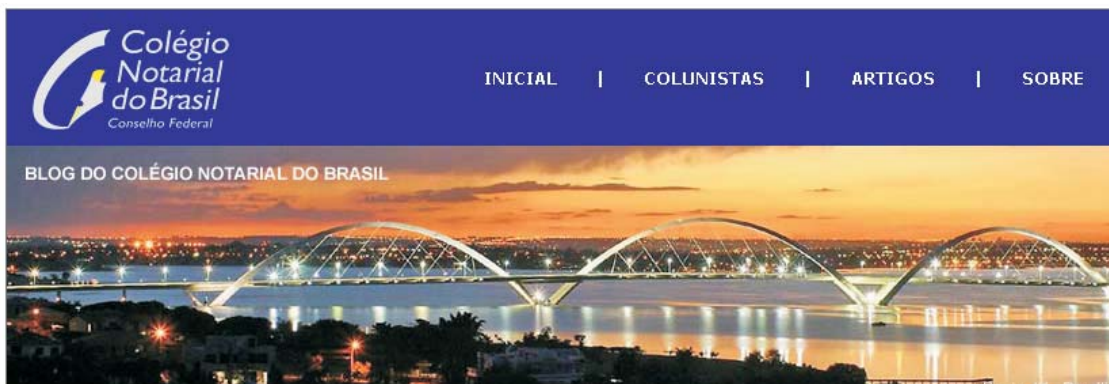 Colégio
Notarial
do Brasil
Conselho Federal
INICIAL | COLUNISTAS | ARTIGOS | SOBRE
BLOG DO COLÉGIO NOTARIAL DO BRASIL